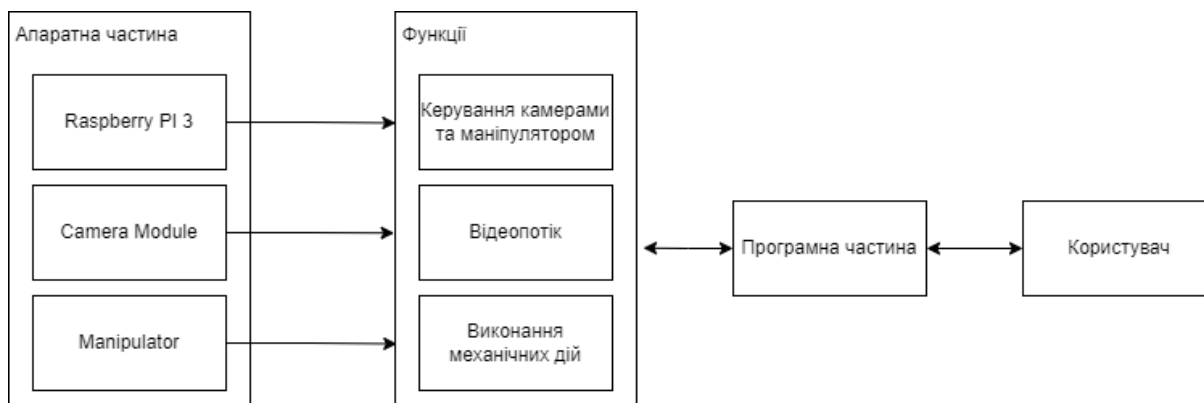 Апаратна частина
Raspberry PI 3
Camera Module
Manipulator
Функції
Керування камерами
та маніпулятором
Відеопотік
Виконання
механічних дій
Програмна частина
Користувач